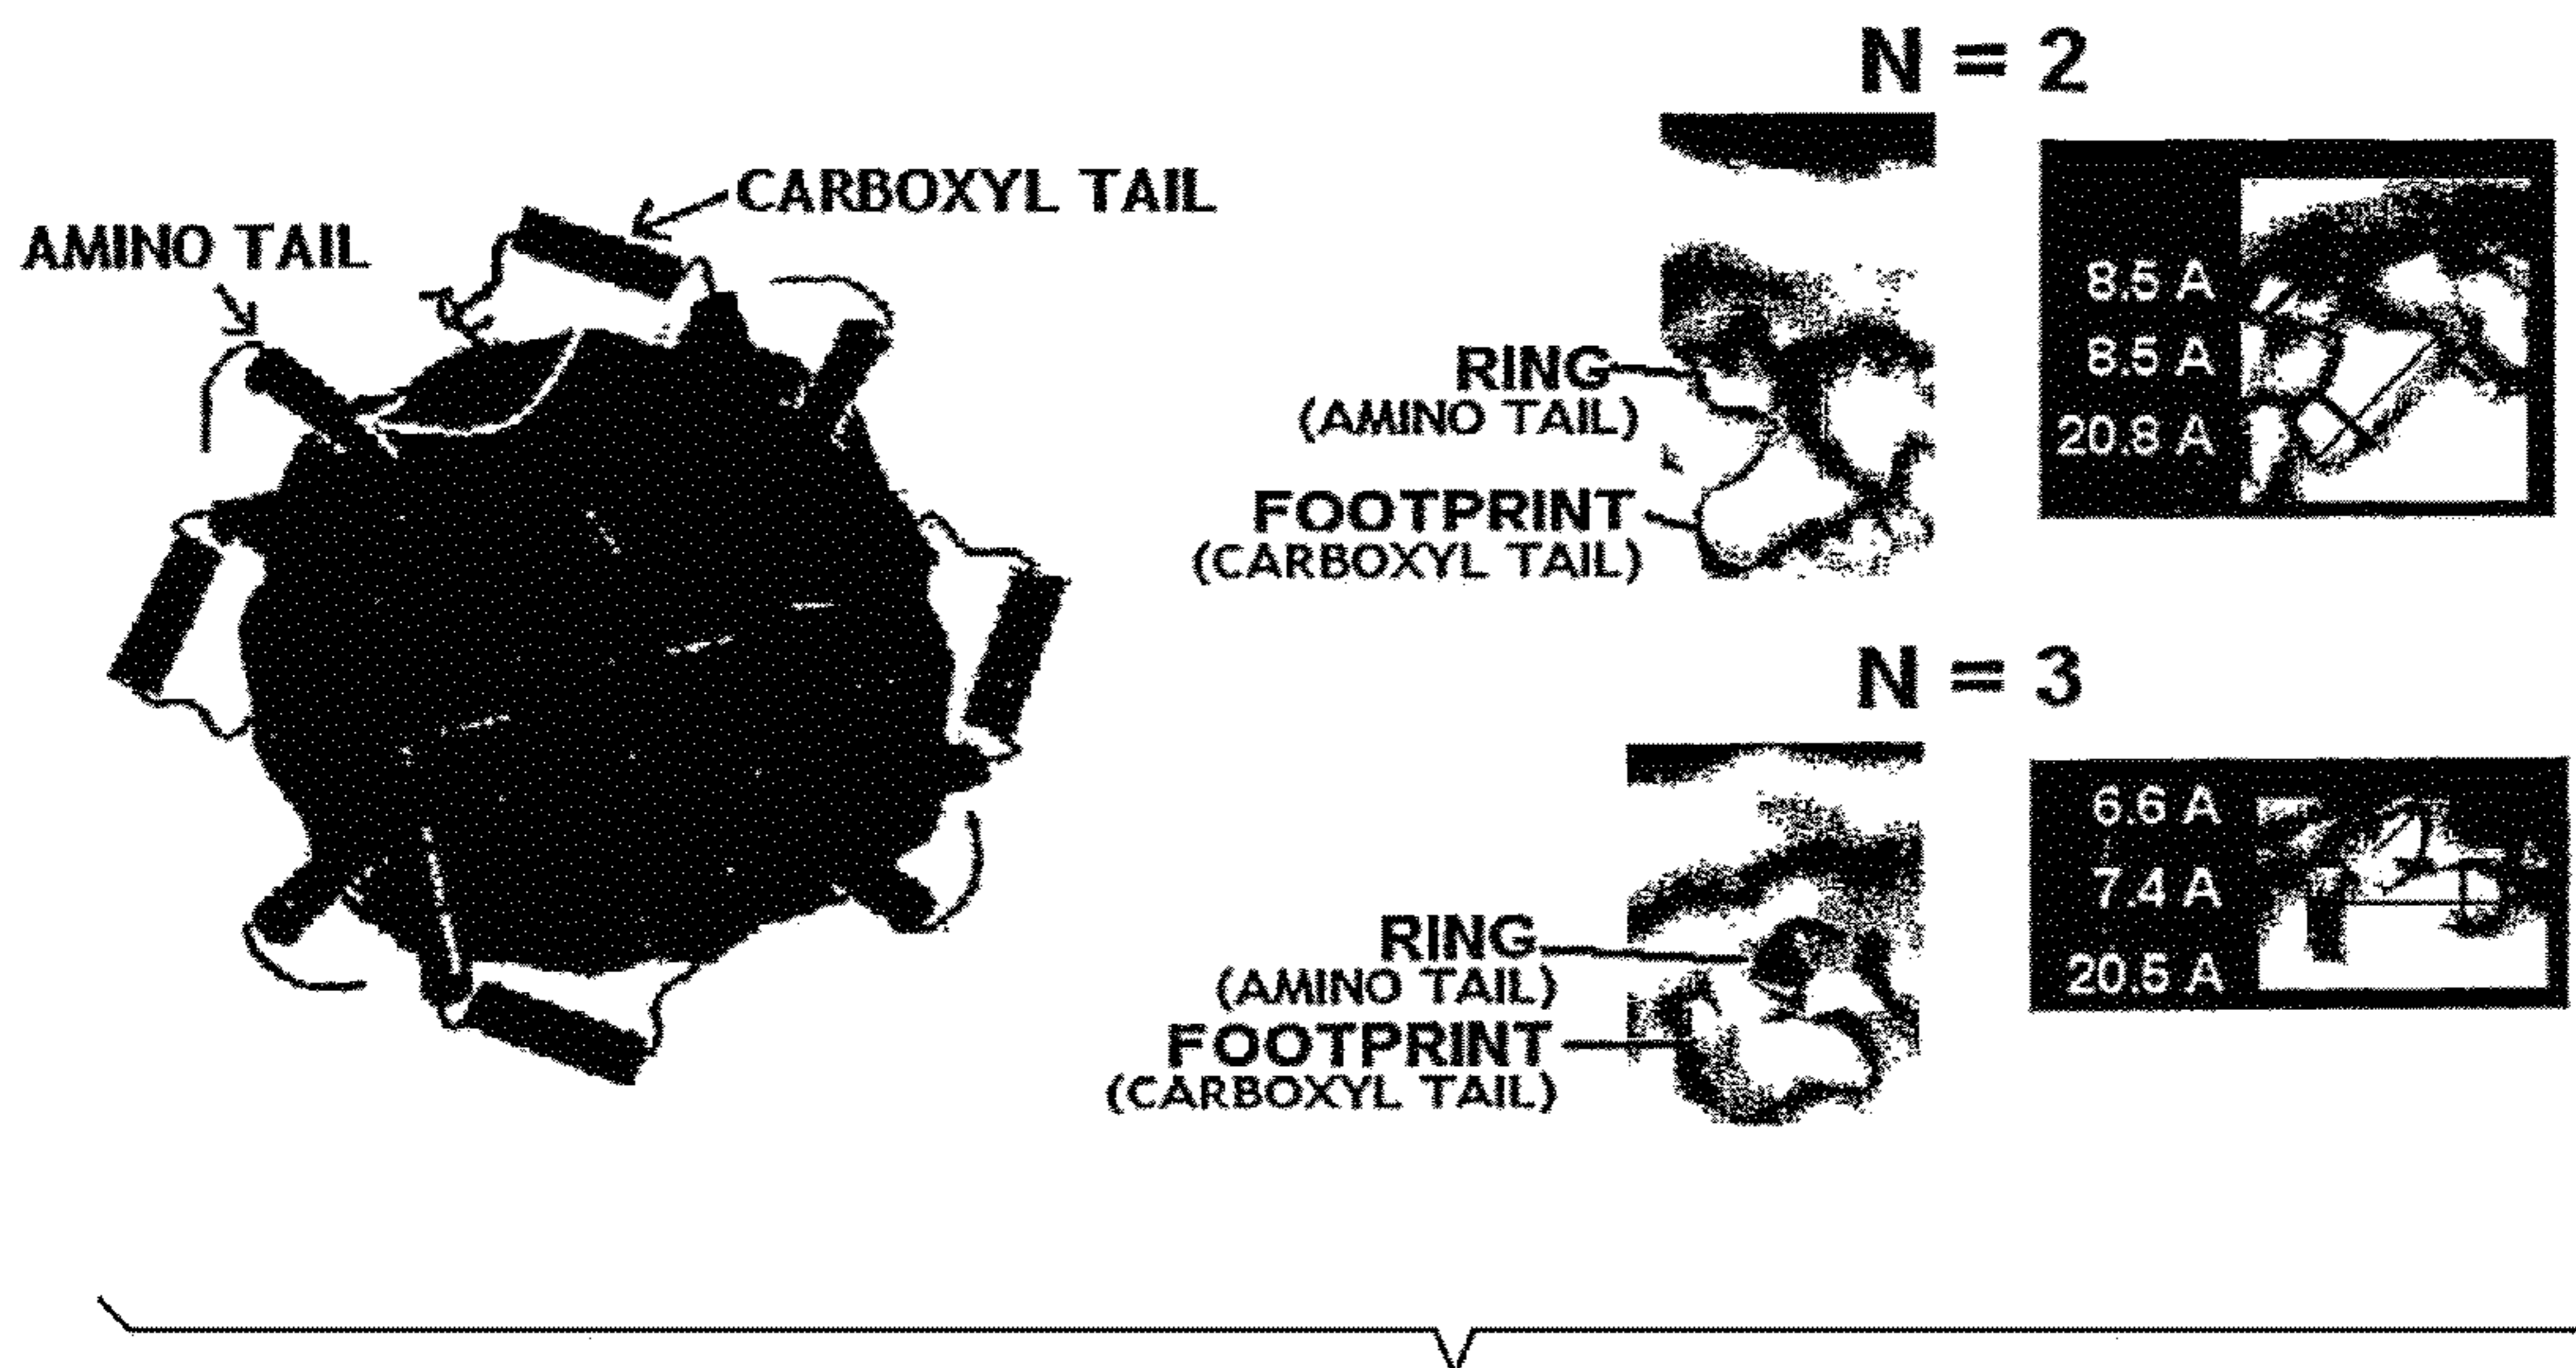 AMINO TAIL
CARBOXYL TAIL
N = 2
RING
(AMINO TAIL)
FOOTPRINT
(CARBOXYL TAIL)
8.5 A
8.5 A
20.8 A
N = 3
RING
(AMINO TAIL)
FOOTPRINT
(CARBOXYL TAIL)
6.6 A
7.4 A
20.5 A